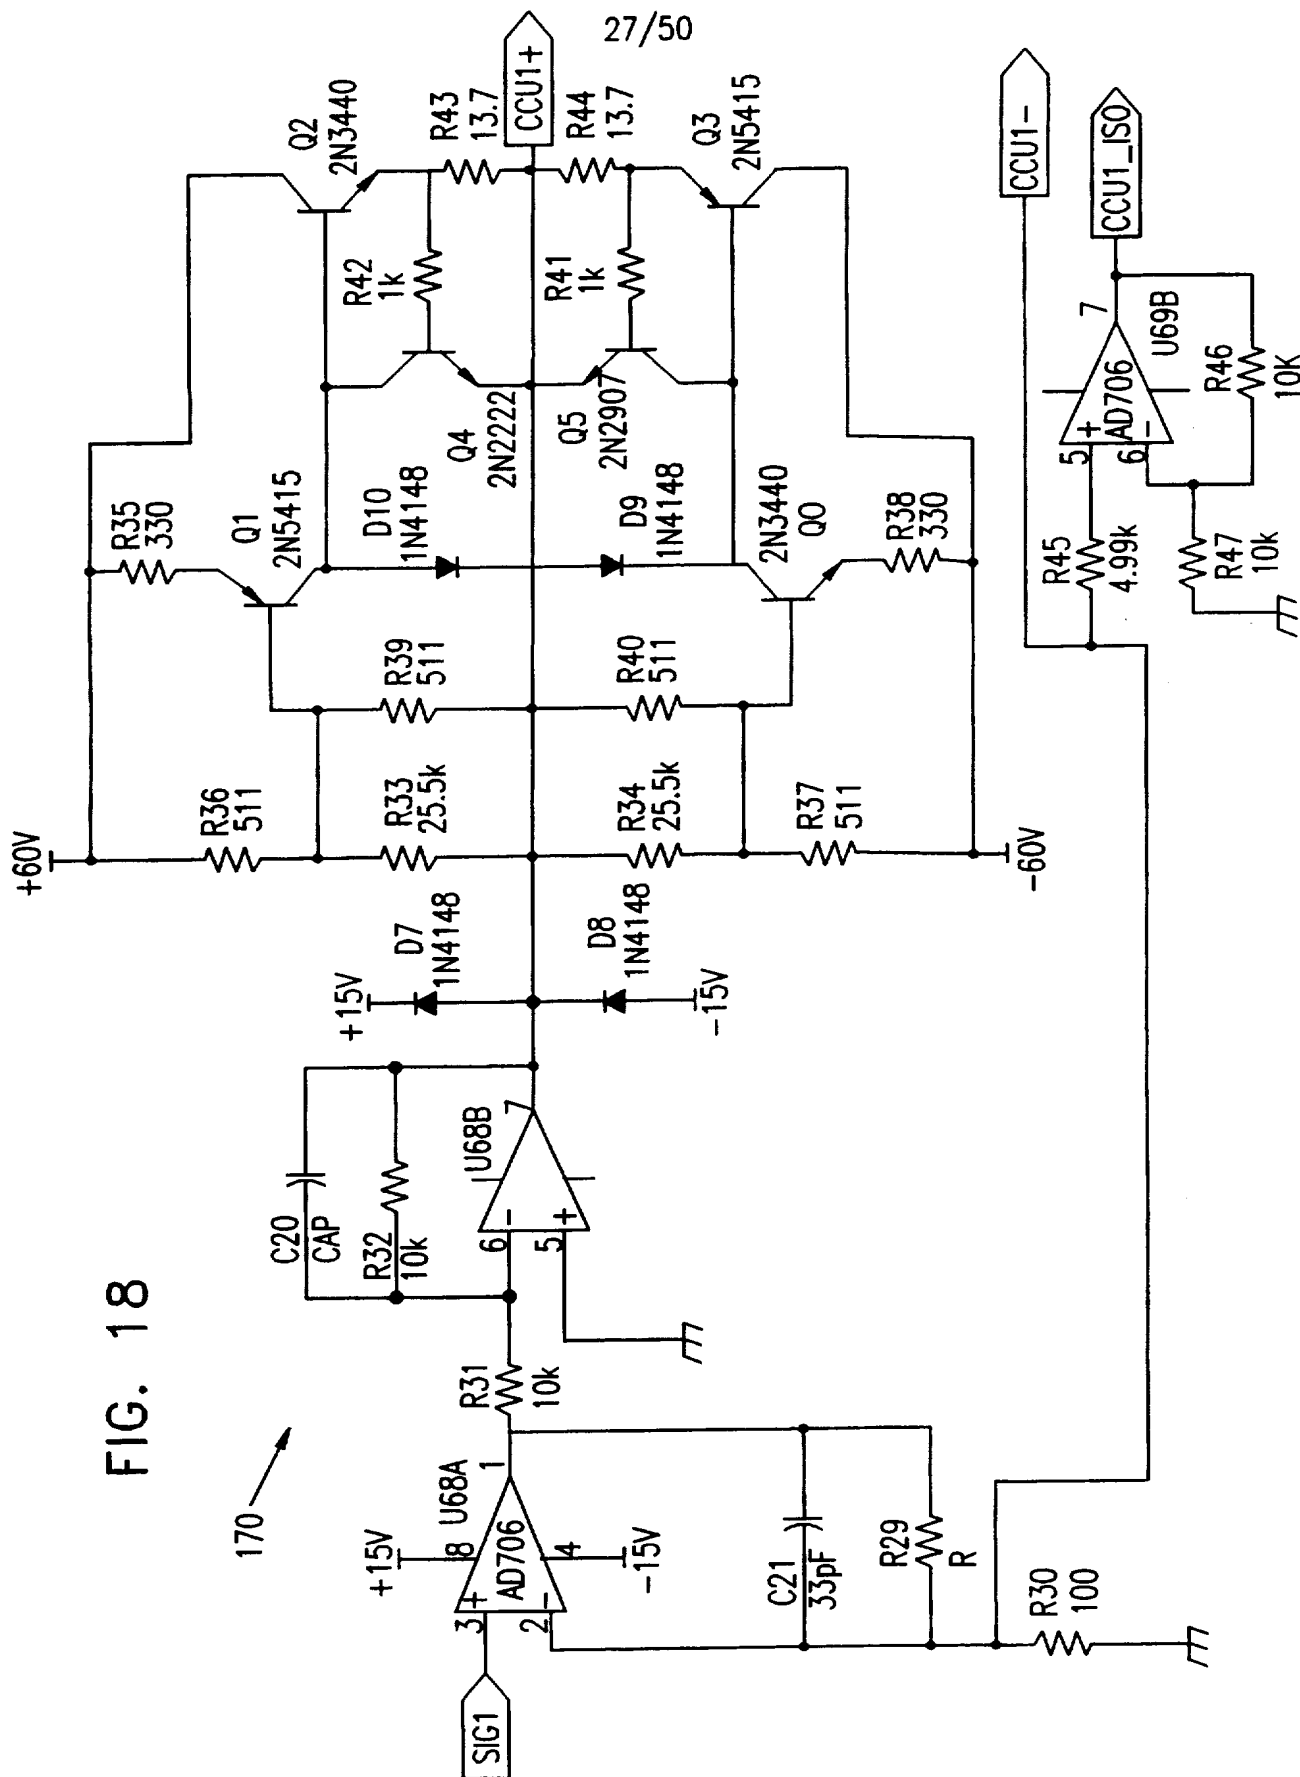 27/50
FIG. 18
170
SIG1
3
+
2
-
AD706
U68A
+15V
8
4
-15V
1
C21
33pF
R29
R
R30
100
R31
10k
C20
CAP
R32
10k
6
-
5
+
U68B
7
+15V
D7
1N4148
D8
1N4148
-15V
+60V
R36
511
R33
25.5k
R34
25.5k
R37
511
-60V
R39
511
R40
511
R35
330
Q1
2N5415
D10
1N4148
D9
1N4148
2N3440
Q0
R38
330
Q4
2N2222
Q5
2N2907
R42
1k
R41
1k
Q2
2N3440
R43
13.7
CCU1+
R44
13.7
Q3
2N5415
CCU1-
CCU1_ISO
R45
4.99k
5
+
6
-
AD706
7
U69B
R46
10K
R47
10k